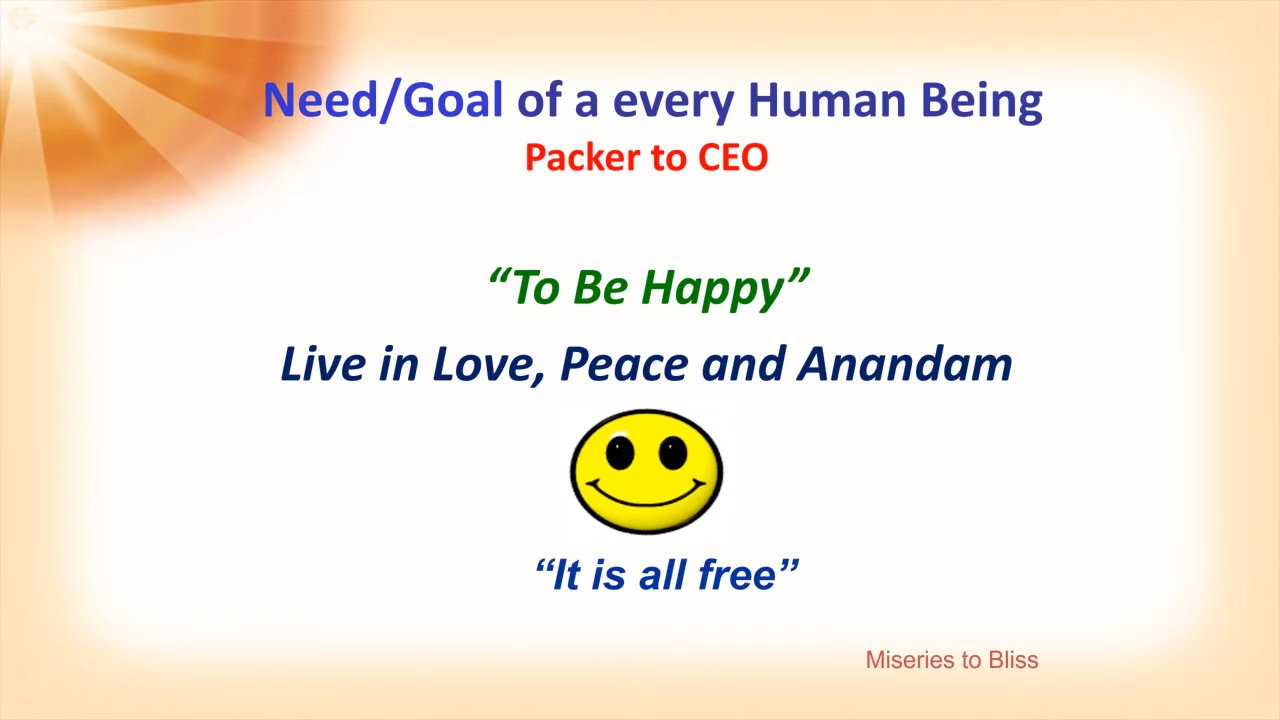 Need/Goal of a every Human Being
Packer to CEO
“To Be Happy”
Live in Love, Peace and Anandam
“It is all free”
Miseries to Bliss